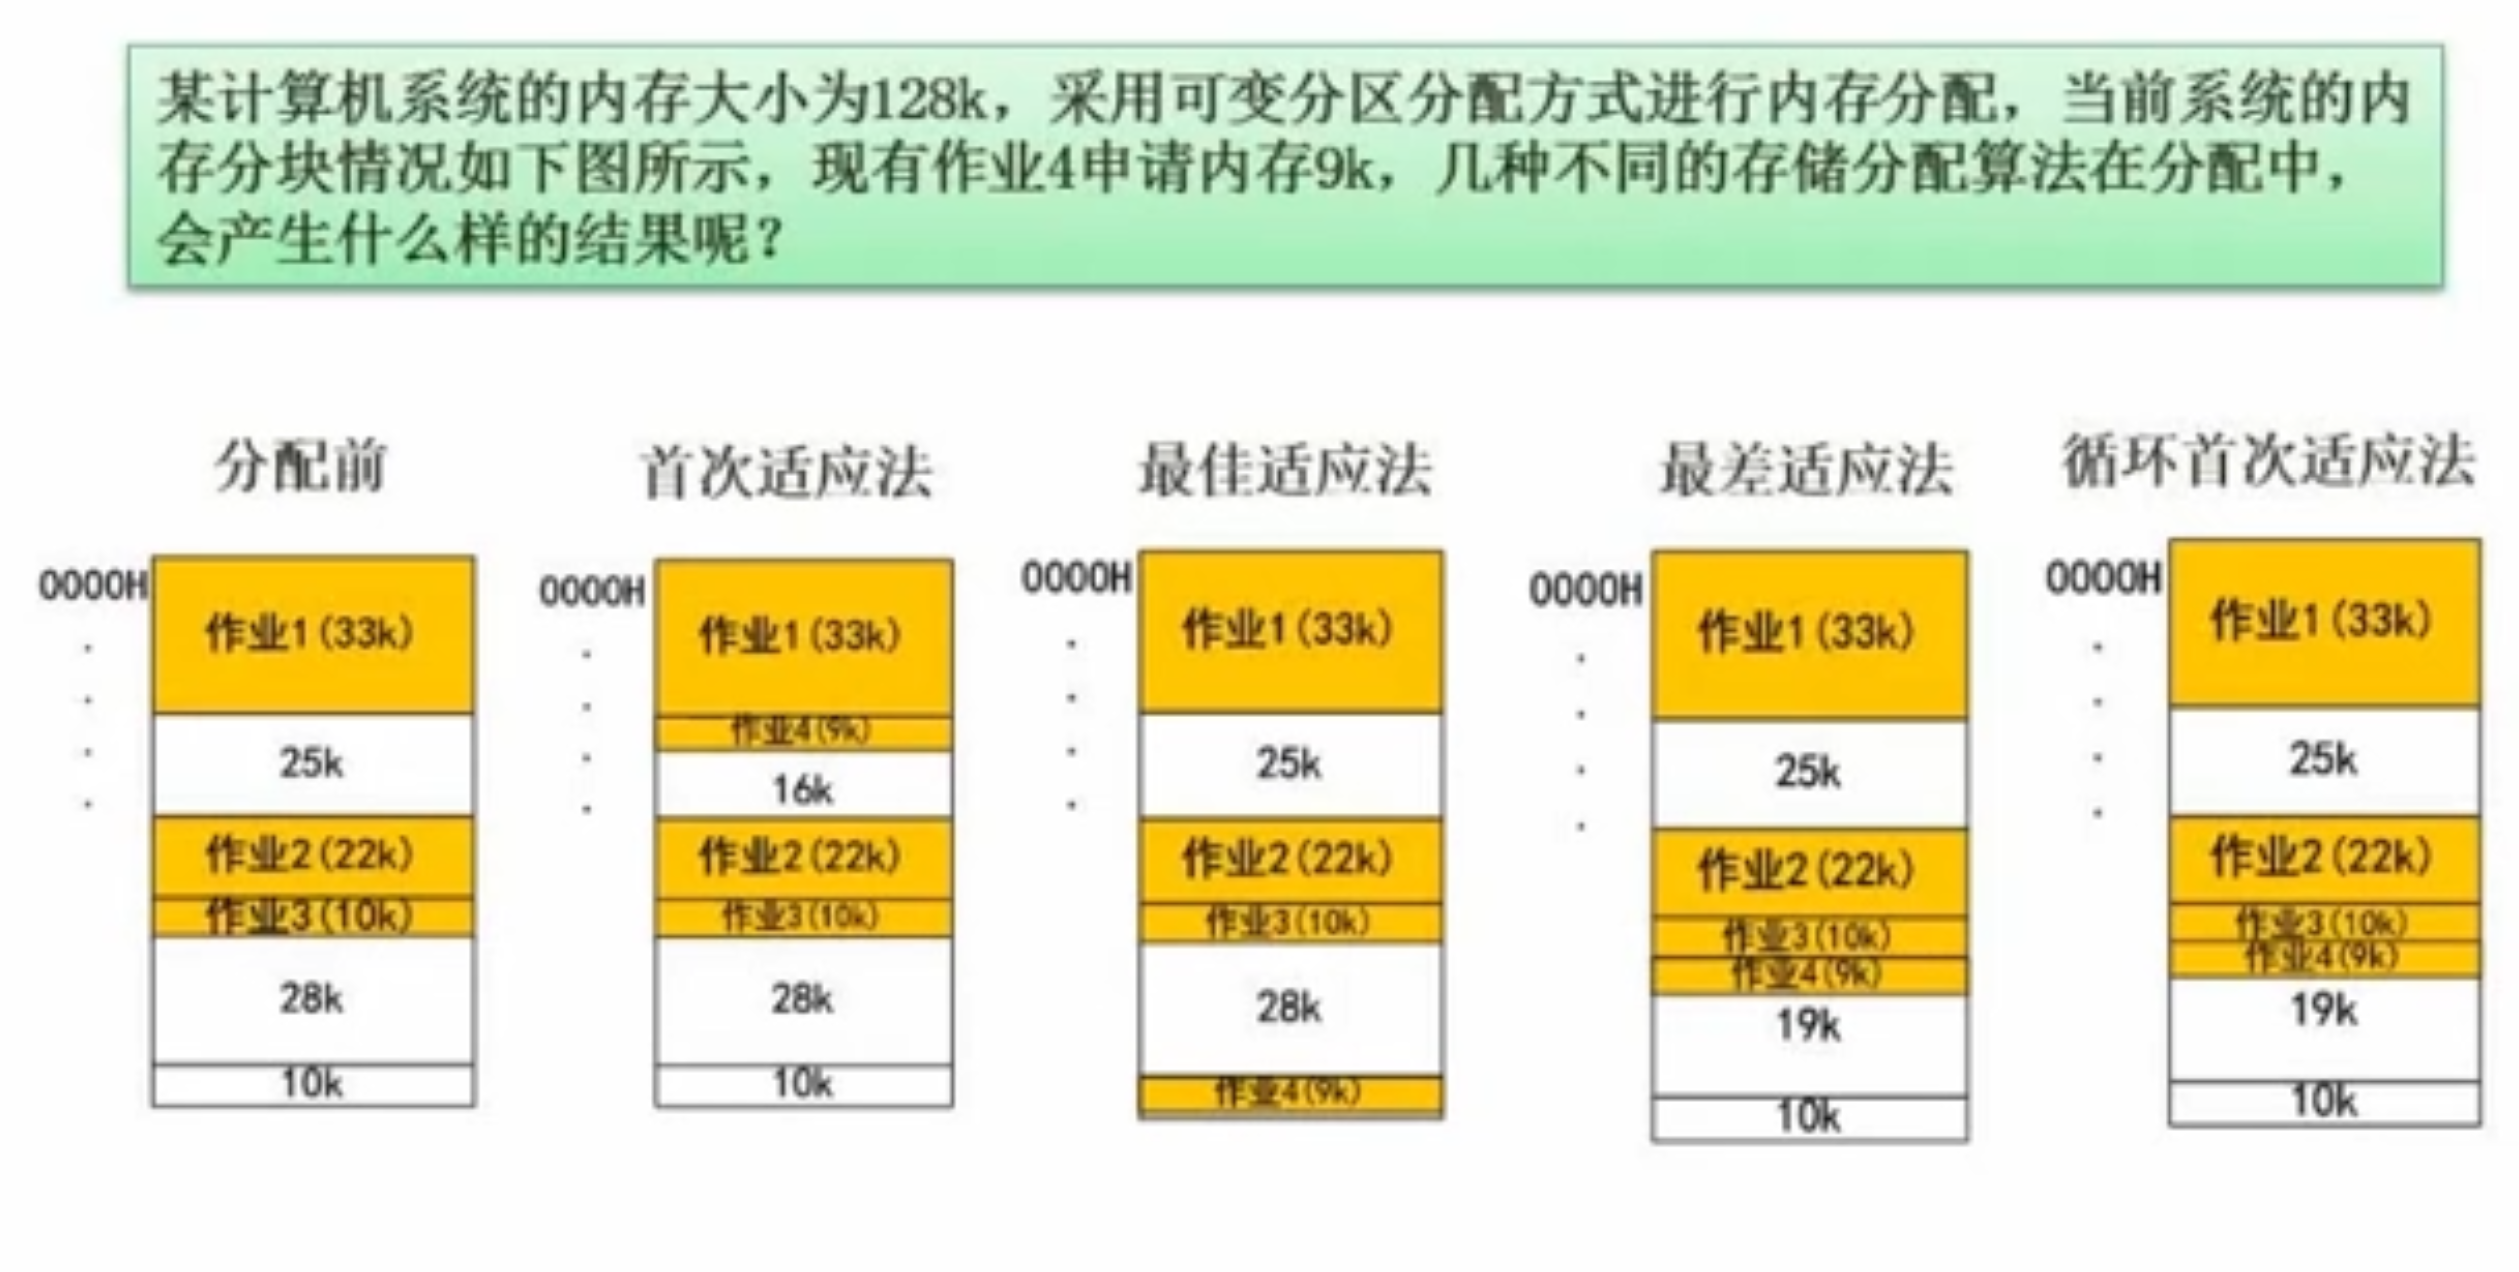 某计算机系统的内存大小为128k，采用可变分区分配方式进行内存分配，当前系统的内
存分块情况如下图所示，现有作业4申请内存9k，几种不同的存储分配算法在分配中，
会产生什么样的结果呢？
分配前
0000H
作业1(33k)
25k
作业2(22k)
作业3(10k)
28k
10k
首次适应法
0000H
作业1(33k)
作业4(9k)
16k
作业2(22k)
作业3(10k)
28k
10k
最佳适应法
0000H
作业1(33k)
25k
作业2(22k)
作业3(10k)
28k
作业4(9k)
最差适应法
0000H
作业1(33k)
25k
作业2(22k)
作业3(10k)
作业4(9k)
19k
10k
循环首次适应法
0000H
作业1(33k)
25k
作业2(22k)
作业3(10k)
作业4(9k)
19k
10k